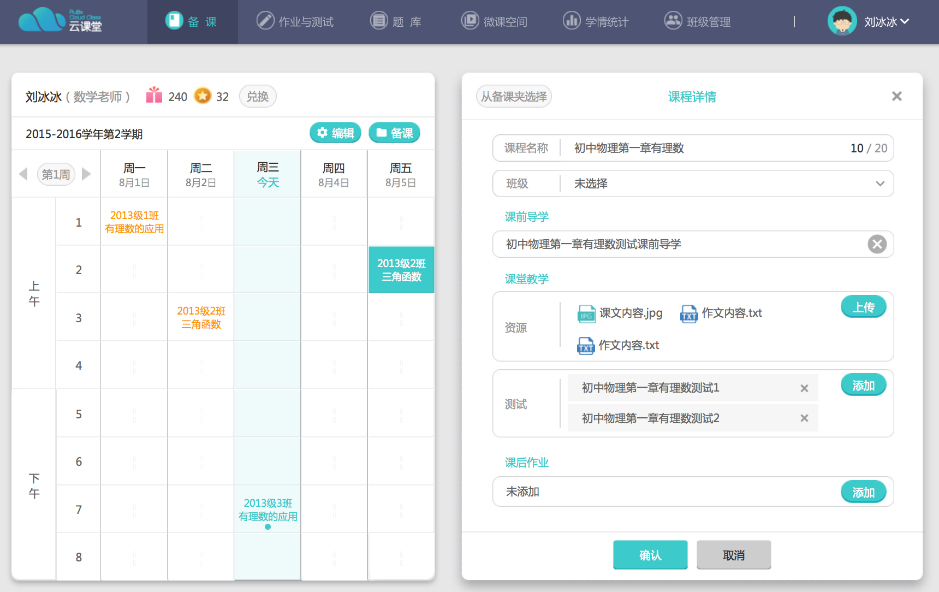 云课堂
备 课
作业与测试
题 库
微课空间
学情统计
班级管理
刘冰冰
刘冰冰（数学老师） 240 32 兑换
2015-2016学年第2学期 编辑 备课
第1周
周一 周二 周三 周四 周五
8月1日 8月2日 今天 8月4日 8月5日
上午
1 2013级1班
有理数的应用
2 2013级2班
三角函数
3 2013级2班
三角函数
4
下午
5
6
7 2013级3班
有理数的应用
8
从备课夹选择 课程详情
课程名称 初中物理第一章有理数 10 / 20
班级 未选择
课前导学
初中物理第一章有理数测试课前导学
课堂教学
资源 JPG 课文内容.jpg TXT 作文内容.txt 上传
TXT 作文内容.txt
测试 初中物理第一章有理数测试1 添加
初中物理第一章有理数测试2
课后作业
未添加 添加
确认 取消